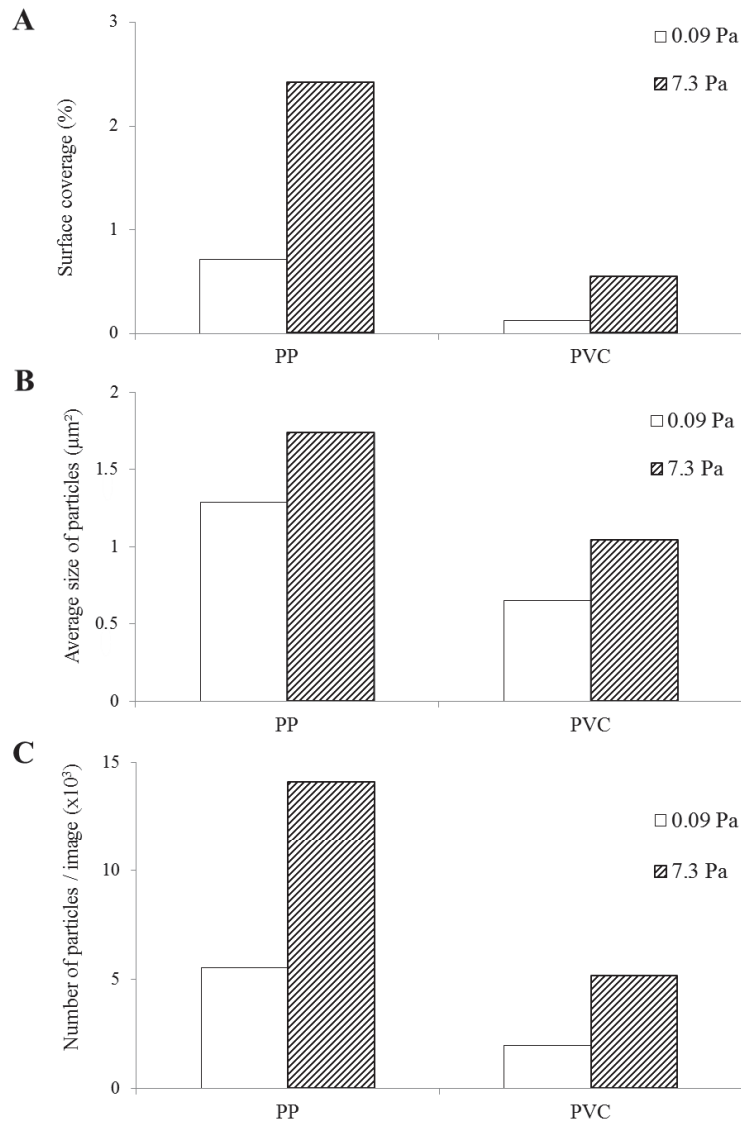 A
Surface coverage (%)
3
2
1
0
0.09 Pa
7.3 Pa
PP
PVC
B
Average size of particles (µm²)
2
1.5
1
0.5
0
0.09 Pa
7.3 Pa
PP
PVC
C
Number of particles / image (x10³)
15
10
5
0
0.09 Pa
7.3 Pa
PP
PVC